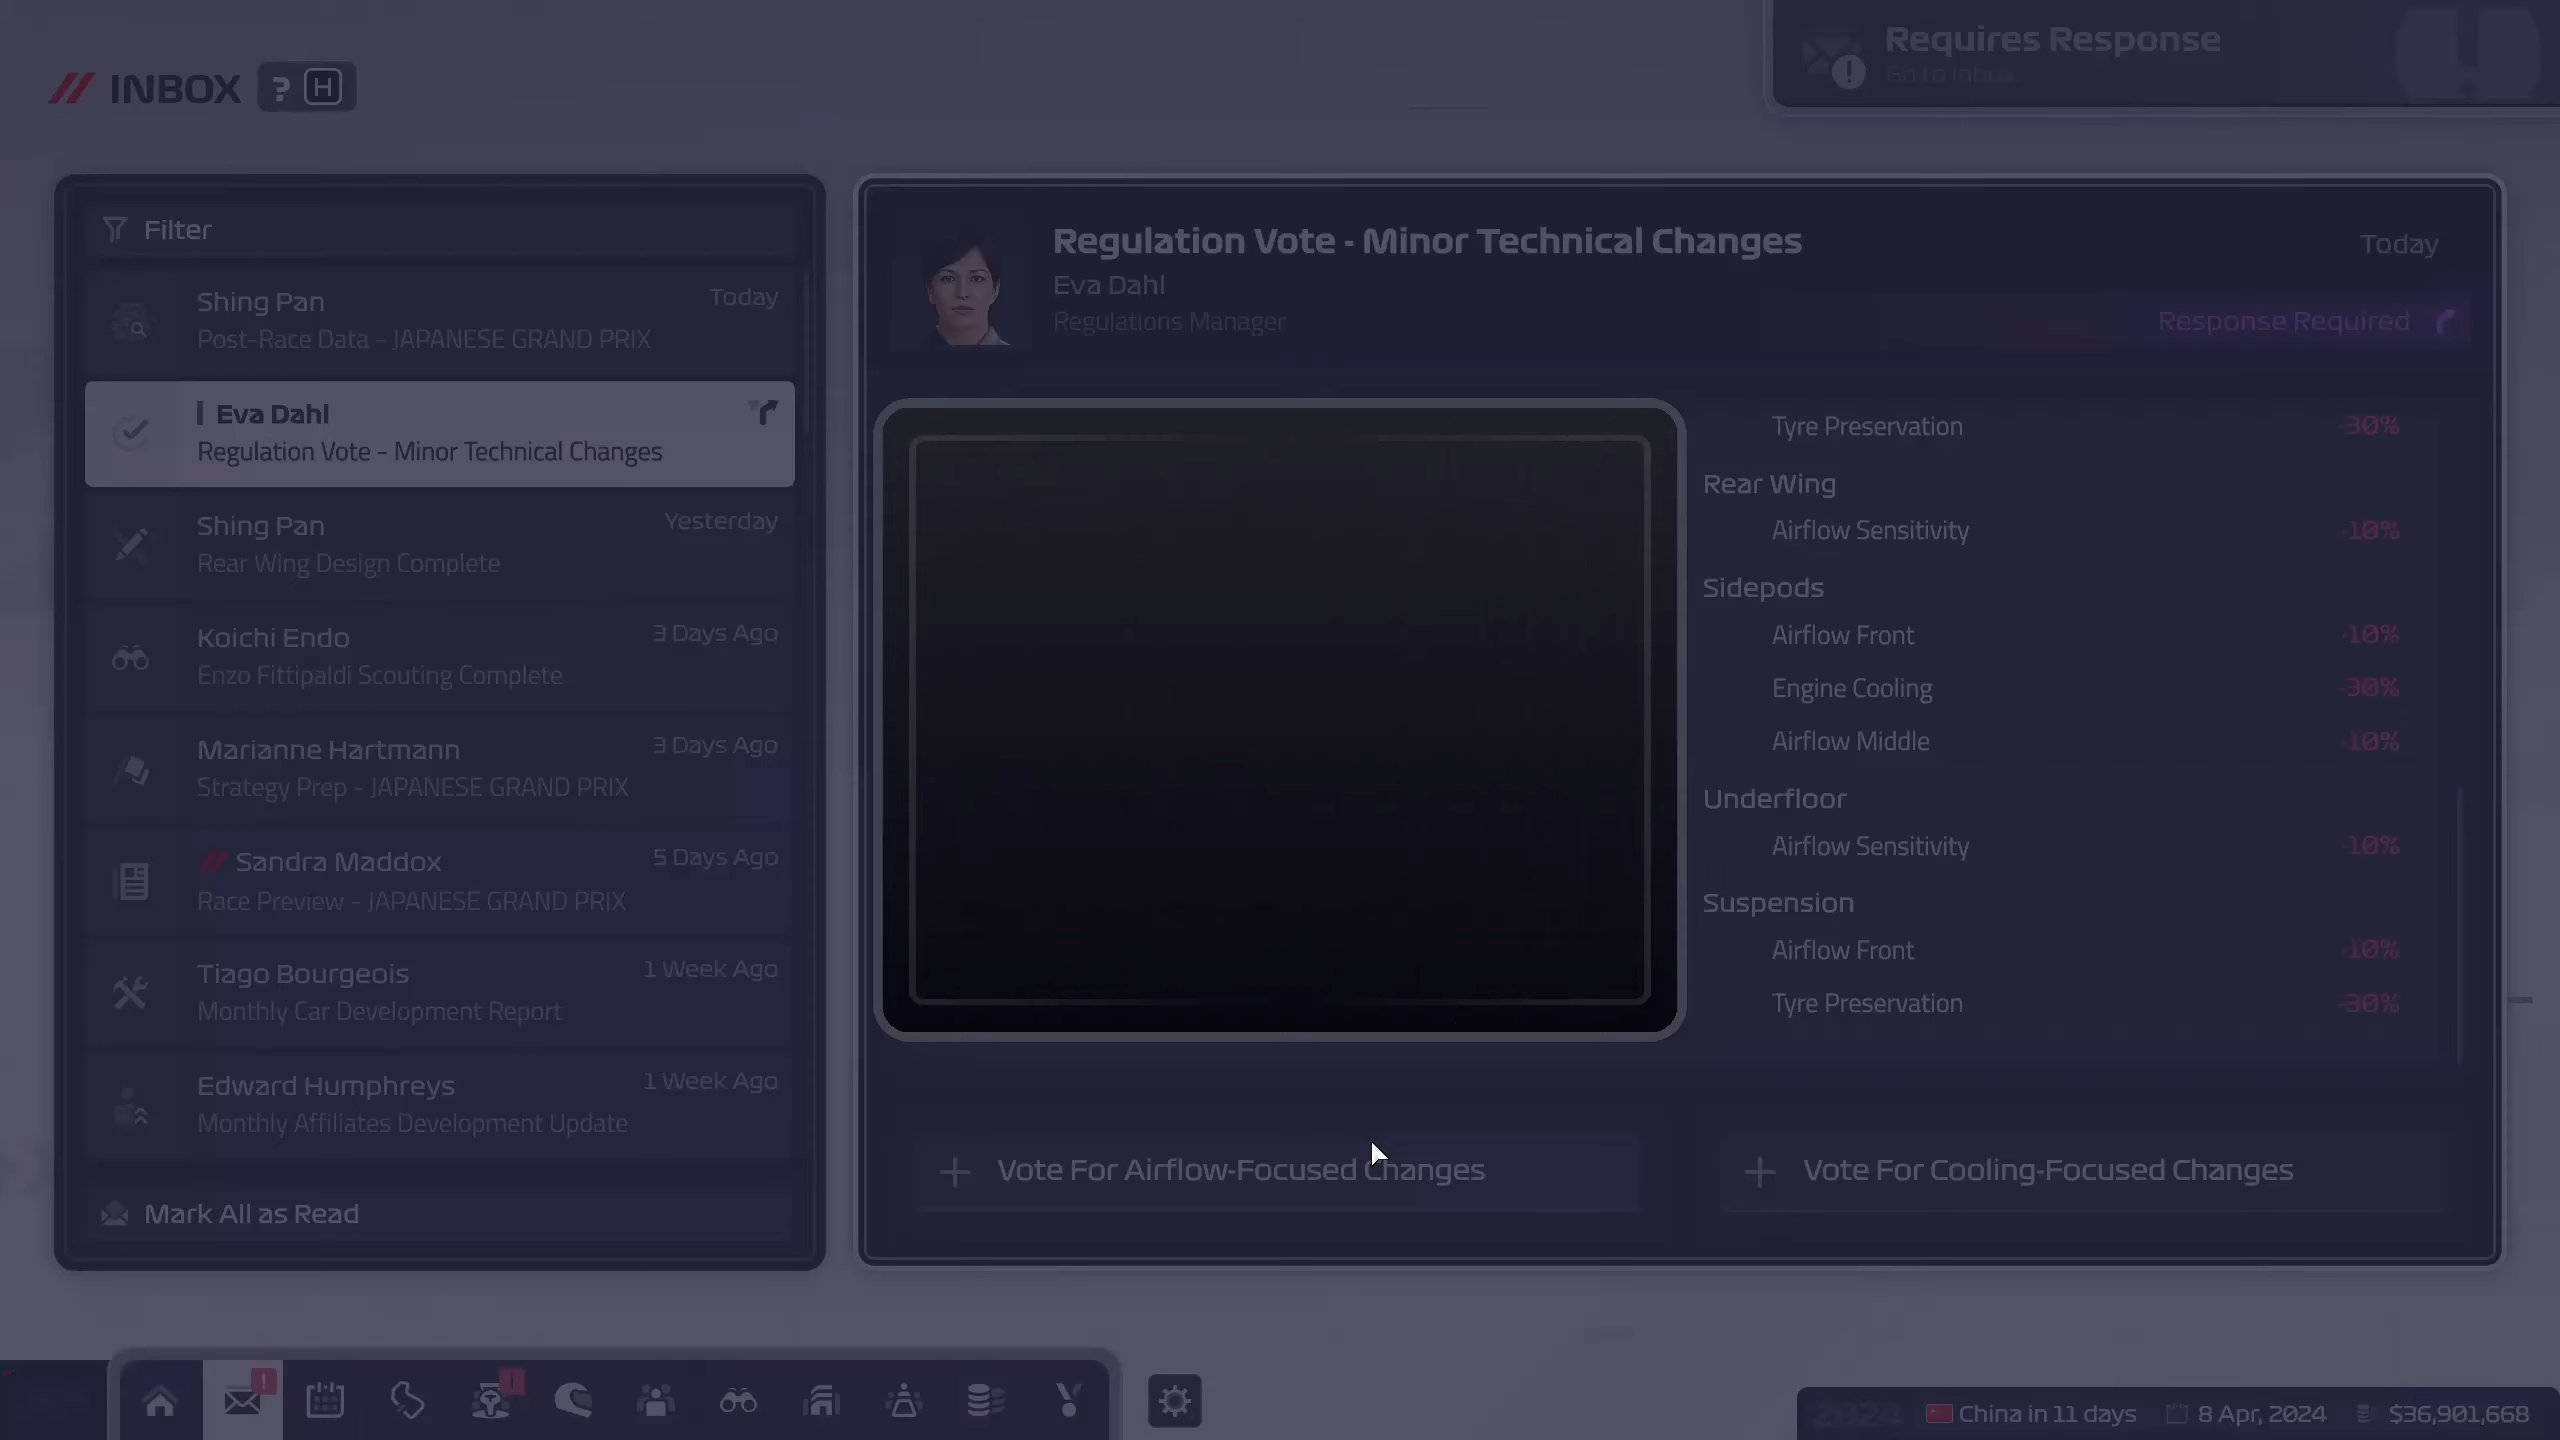 INBOX ? H
Requires Response
Go to Inbox
Filter
Shing Pan
Today
Post-Race Data - JAPANESE GRAND PRIX
Eva Dahl
Regulation Vote - Minor Technical Changes
Shing Pan
Yesterday
Rear Wing Design Complete
Koichi Endo
3 Days Ago
Enzo Fittipaldi Scouting Complete
Marianne Hartmann
3 Days Ago
Strategy Prep - JAPANESE GRAND PRIX
Sandra Maddox
5 Days Ago
Race Preview - JAPANESE GRAND PRIX
Tiago Bourgeois
1 Week Ago
Monthly Car Development Report
Edward Humphreys
1 Week Ago
Monthly Affiliates Development Update
Mark All as Read
Regulation Vote - Minor Technical Changes
Today
Eva Dahl
Regulations Manager
Response Required
Tyre Preservation -30%
Rear Wing
Airflow Sensitivity -10%
Sidepods
Airflow Front -10%
Engine Cooling -30%
Airflow Middle -10%
Underfloor
Airflow Sensitivity -10%
Suspension
Airflow Front -10%
Tyre Preservation -30%
Vote For Airflow-Focused Changes
Vote For Cooling-Focused Changes
2024 China in 11 days 8 Apr, 2024 $36,901,668